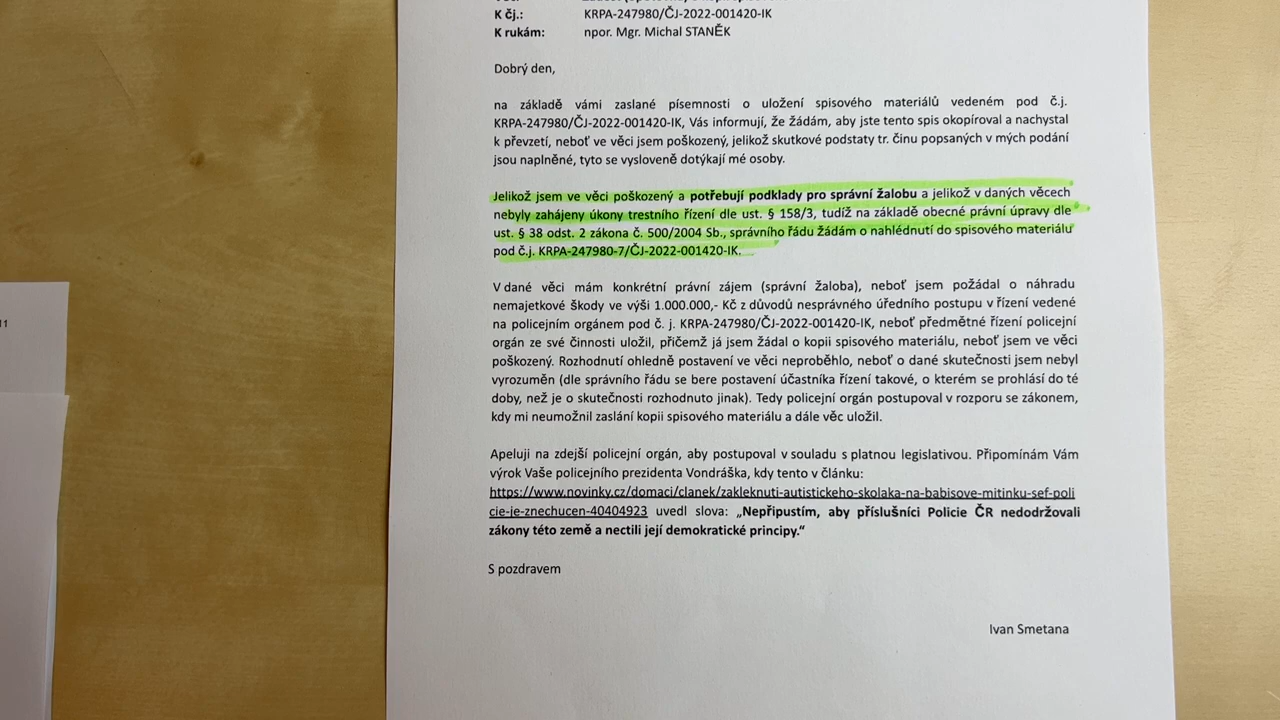 K čj.: KRPA-247980/ČJ-2022-001420-IK
K rukám: npor. Mgr. Michal STANĚK
Dobrý den,
na základě vámi zaslané písemnosti o uložení spisového materiálů vedeném pod č.j.
KRPA-247980/ČJ-2022-001420-IK, Vás informují, že žádám, aby jste tento spis okopíroval a nachystal
k převzetí, neboť ve věci jsem poškozený, jelikož skutkové podstaty tr. činu popsaných v mých podání
jsou naplněné, tyto se vysloveně dotýkají mé osoby.
Jelikož jsem ve věci poškozený a potřebují podklady pro správní žalobu a jelikož v daných věcech
nebyly zahájeny úkony trestního řízení dle ust. § 158/3, tudíž na základě obecné právní úpravy dle
ust. § 38 odst. 2 zákona č. 500/2004 Sb., správního řádu žádám o nahlédnutí do spisového materiálu
pod č.j. KRPA-247980-7/ČJ-2022-001420-IK.
V dané věci mám konkrétní právní zájem (správní žaloba), neboť jsem požádal o náhradu
nemajetkové škody ve výši 1.000.000,- Kč z důvodů nesprávného úředního postupu v řízení vedené
na policejním orgánem pod č. j. KRPA-247980/ČJ-2022-001420-IK, neboť předmětné řízení policejní
orgán ze své činnosti uložil, přičemž já jsem žádal o kopii spisového materiálu, neboť jsem ve věci
poškozený. Rozhodnutí ohledně postavení ve věci neproběhlo, neboť o dané skutečnosti jsem nebyl
vyrozuměn (dle správního řádu se bere postavení účastníka řízení takové, o kterém se prohlásí do té
doby, než je o skutečnosti rozhodnuto jinak). Tedy policejní orgán postupoval v rozporu se zákonem,
kdy mi neumožnil zaslání kopii spisového materiálu a dále věc uložil.
Apeluji na zdejší policejní orgán, aby postupoval v souladu s platnou legislativou. Připomínám Vám
výrok Vaše policejního prezidenta Vondráška, kdy tento v článku:
https://www.novinky.cz/domaci/clanek/zakleknuti-autistickeho-skolaka-na-babisove-mitinku-sef-poli
cie-je-znechucen-40404923 uvedl slova: „Nepřipustím, aby příslušníci Policie ČR nedodržovali
zákony této země a nectili její demokratické principy.“
S pozdravem
Ivan Smetana